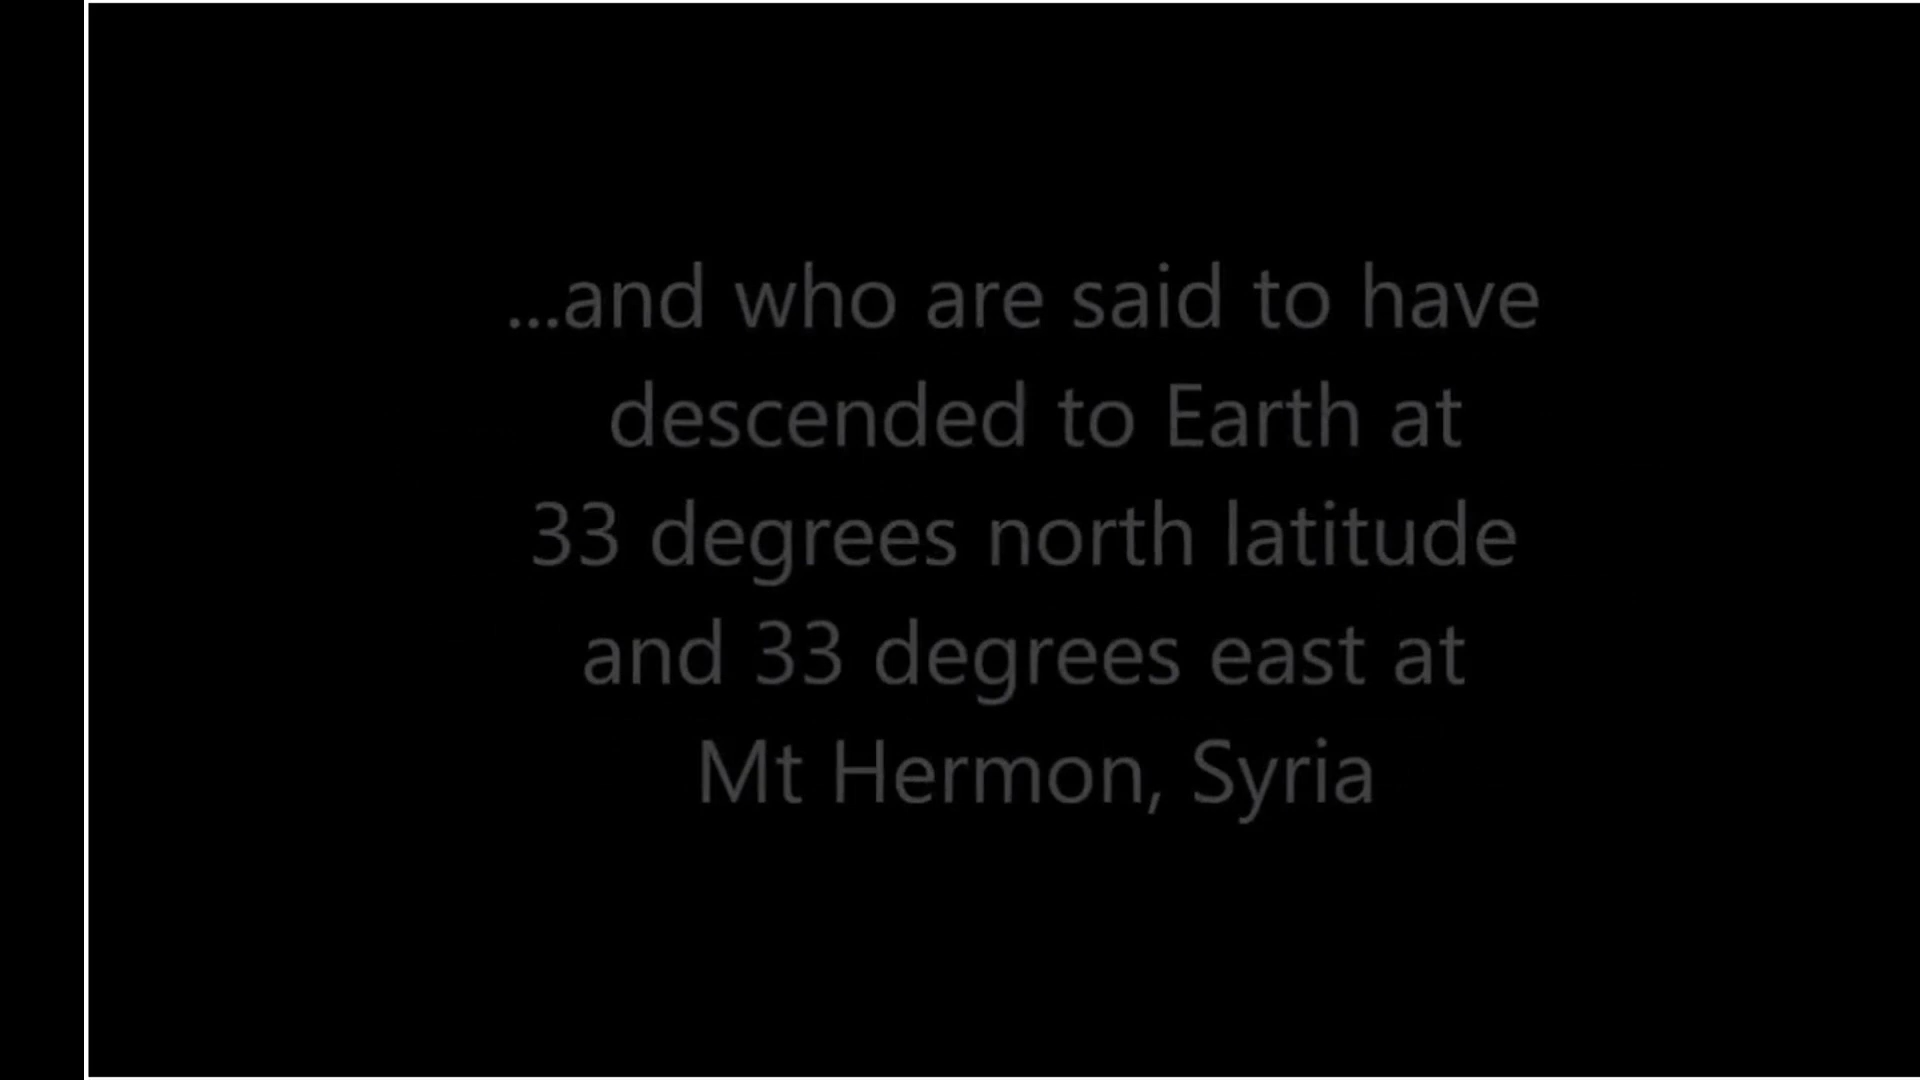 ...and who are said to have
descended to Earth at
33 degrees north latitude
and 33 degrees east at
Mt Hermon, Syria